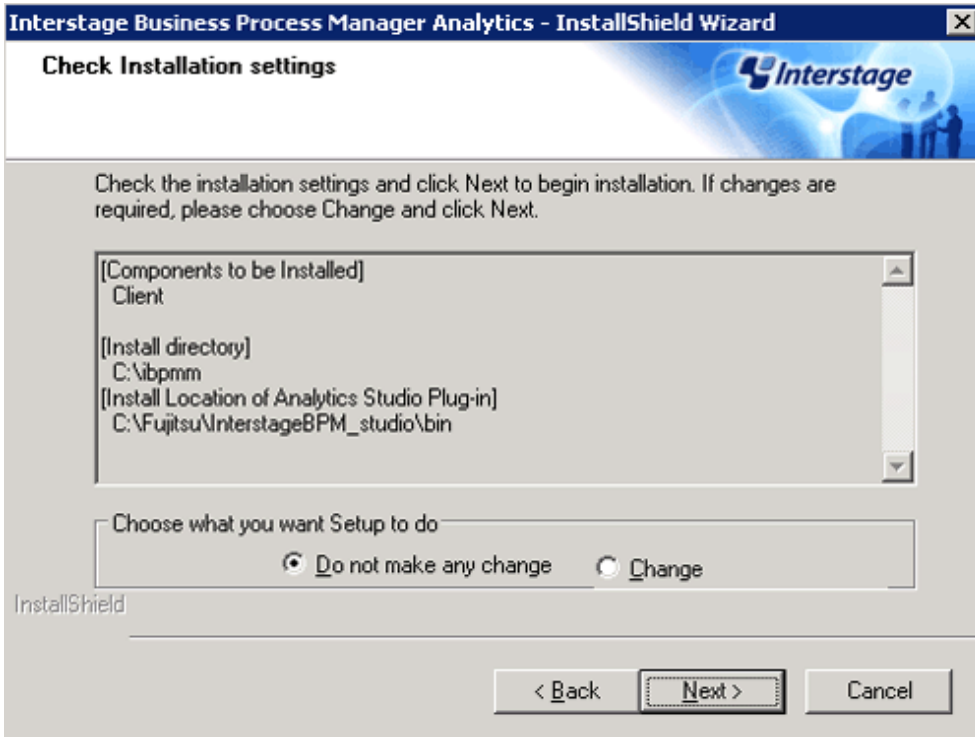 Interstage Business Process Manager Analytics - InstallShield Wizard
Check Installation settings
Interstage
Check the installation settings and click Next to begin installation. If changes are
required, please choose Change and click Next.
[Components to be Installed]
Client
[Install directory]
C:\ibpmm
[Install Location of Analytics Studio Plug-in]
C:\Fujitsu\InterstageBPM_studio\bin
Choose what you want Setup to do
Do not make any change
Change
InstallShield
< Back
Next >
Cancel